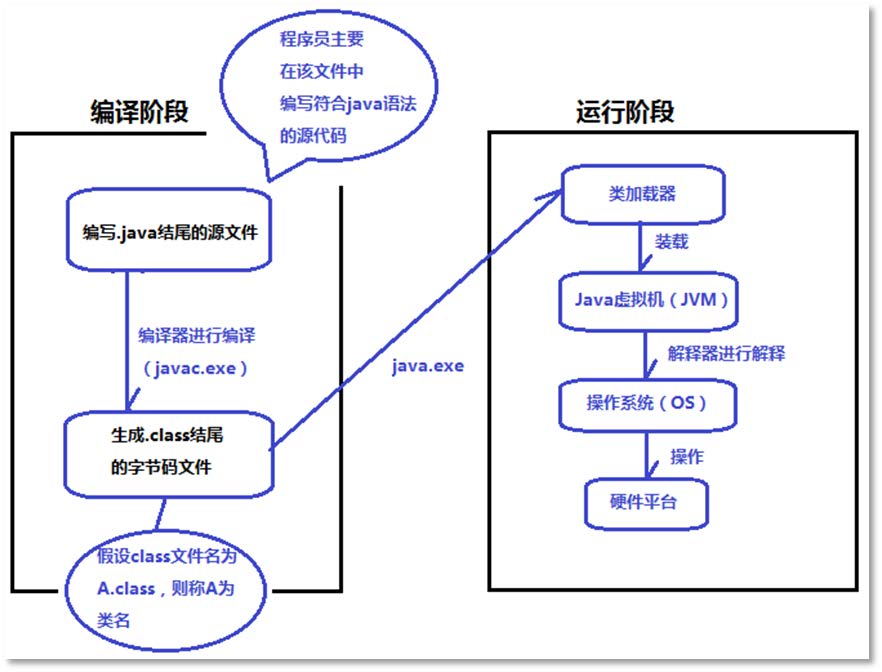 程序员主要
在该文件中
编写符合java语法
的源代码
编译阶段
编写.java结尾的源文件
编译器进行编译
（javac.exe）
生成.class结尾
的字节码文件
假设class文件名为
A.class，则称A为
类名
java.exe
运行阶段
类加载器
装载
Java虚拟机（JVM）
解释器进行解释
操作系统（OS）
操作
硬件平台